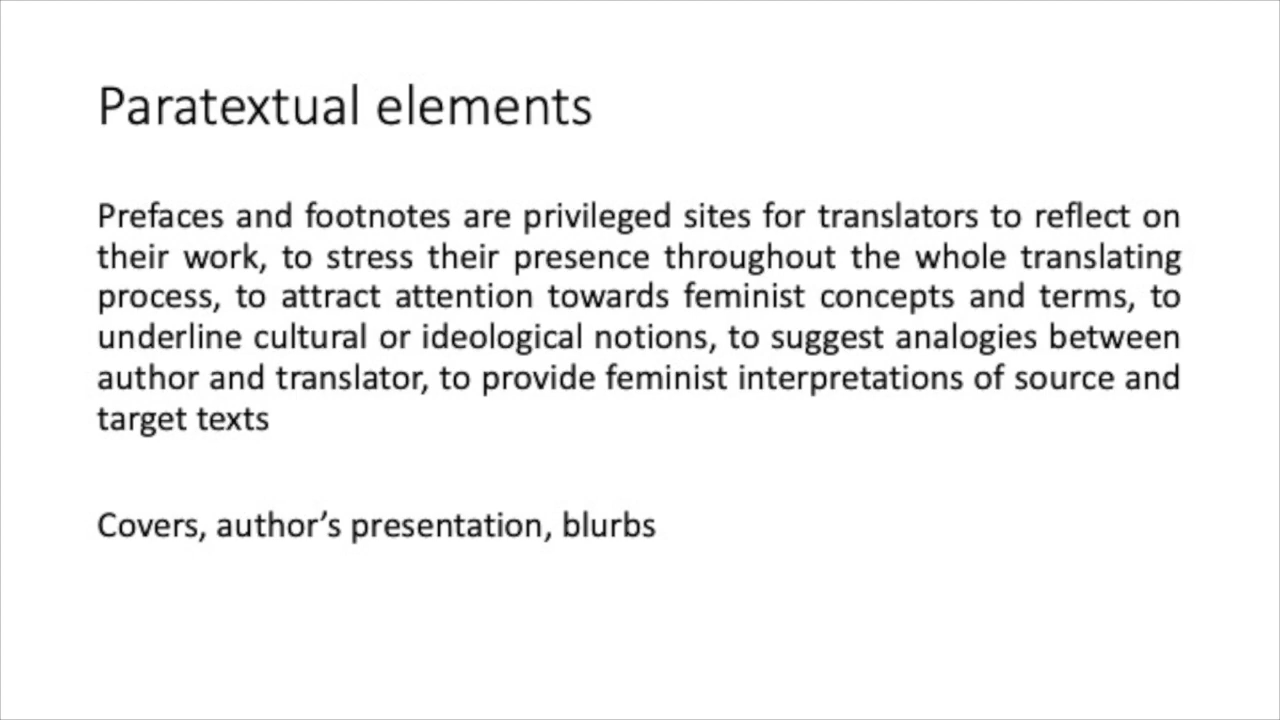 Paratextual elements
Prefaces and footnotes are privileged sites for translators to reflect on
their work, to stress their presence throughout the whole translating
process, to attract attention towards feminist concepts and terms, to
underline cultural or ideological notions, to suggest analogies between
author and translator, to provide feminist interpretations of source and
target texts
Covers, author’s presentation, blurbs